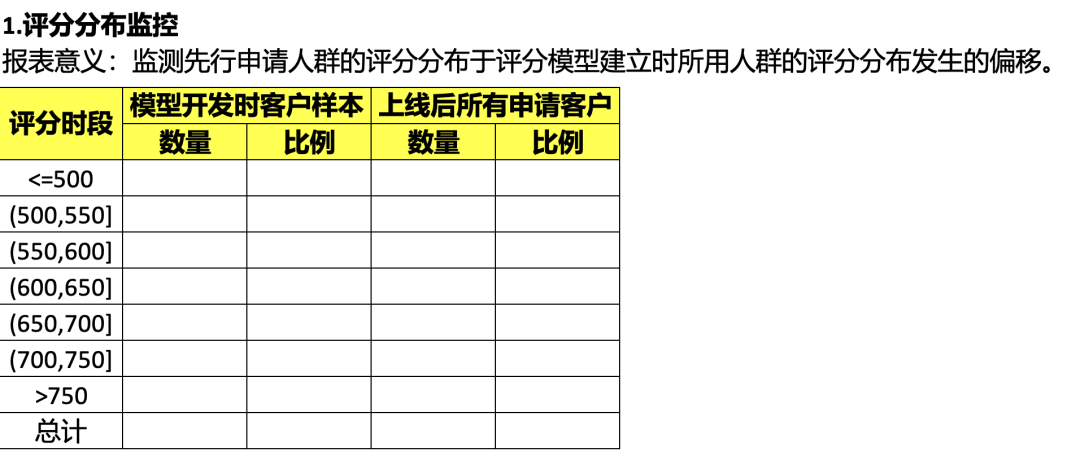 1.评分分布监控
报表意义：监测先行申请人群的评分分布于评分模型建立时所用人群的评分分布发生的偏移。
评分时段 模型开发时客户样本 上线后所有申请客户
数量 比例 数量 比例
<=500
(500,550]
(550,600]
(600,650]
(650,700]
(700,750]
>750
总计